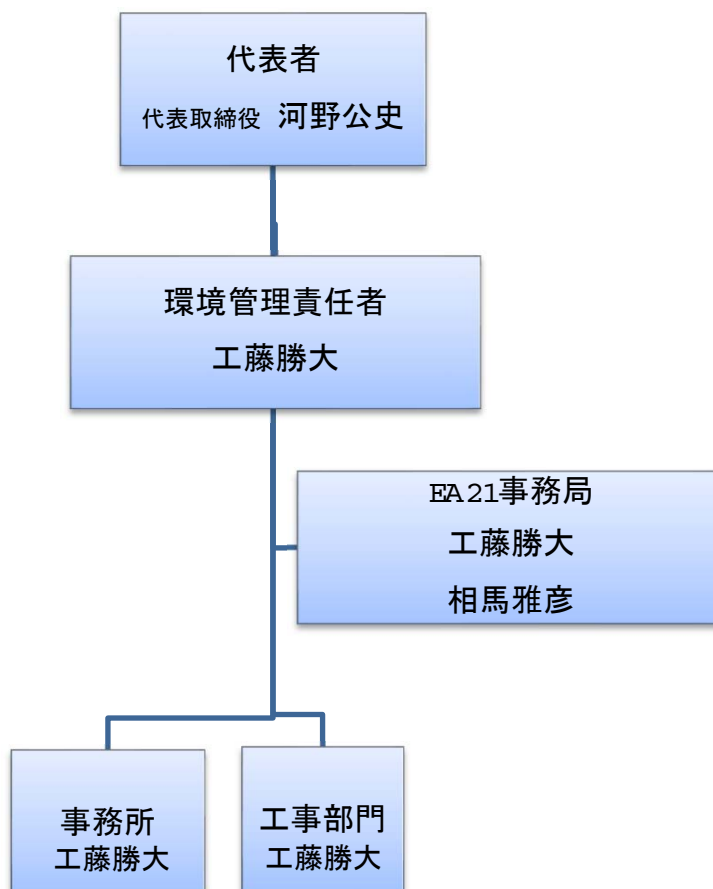 代表者
代表取締役 河野公史
環境管理責任者
工藤勝大
EA21事務局
工藤勝大
相馬雅彦
事務所
工藤勝大
工事部門
工藤勝大